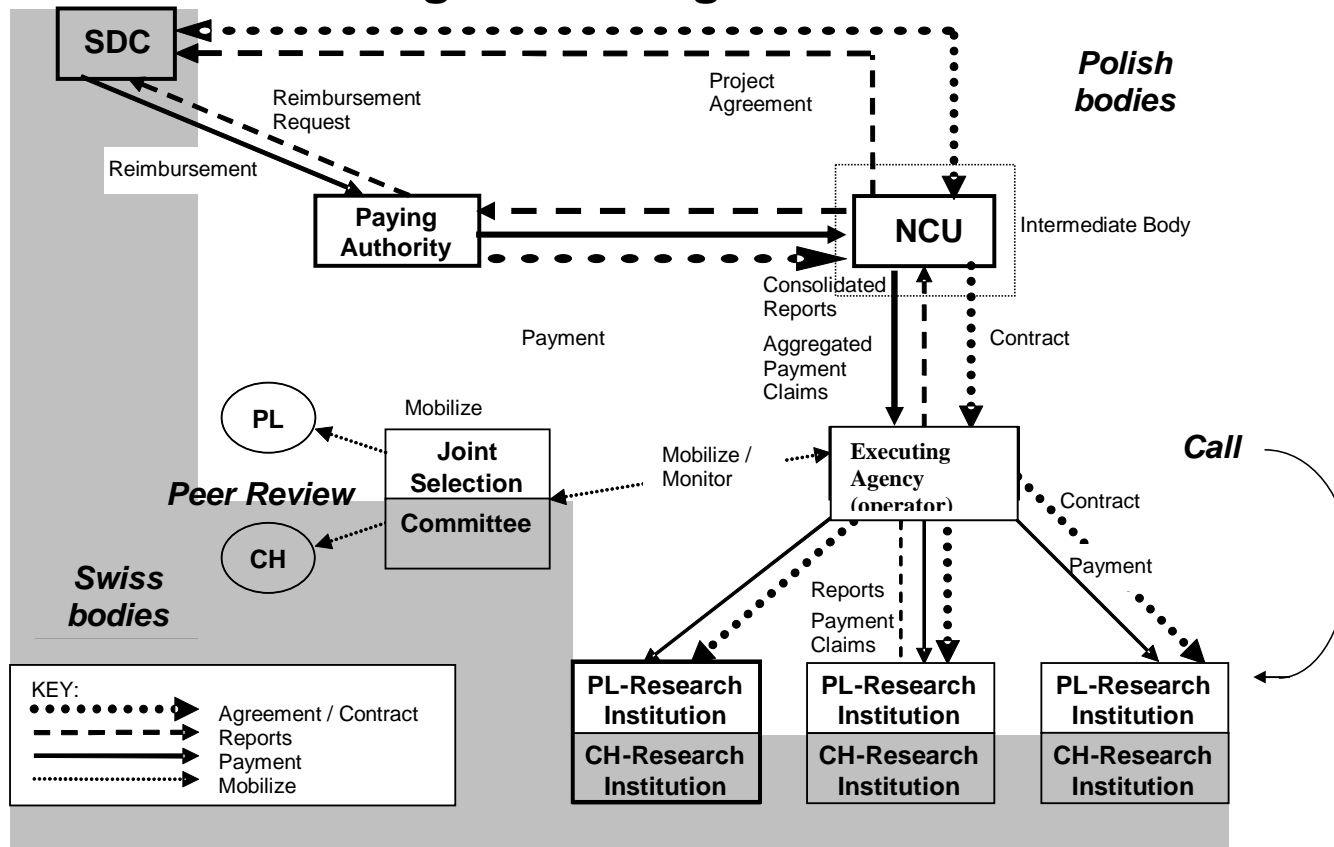 SDC
Polish
bodies
Project
Agreement
Reimbursement
Request
Reimbursement
Paying
Authority
NCU
Intermediate Body
Consolidated
Reports
Payment
Aggregated
Payment
Claims
Contract
PL
Mobilize
Joint
Selection
Committee
Mobilize /
Monitor
Executing
Agency
(operator)
Call
Peer Review
CH
Contract
Payment
Swiss
bodies
Reports
Payment
Claims
PL-Research
Institution
CH-Research
Institution
PL-Research
Institution
CH-Research
Institution
PL-Research
Institution
CH-Research
Institution
KEY:
Agreement / Contract
Reports
Payment
Mobilize